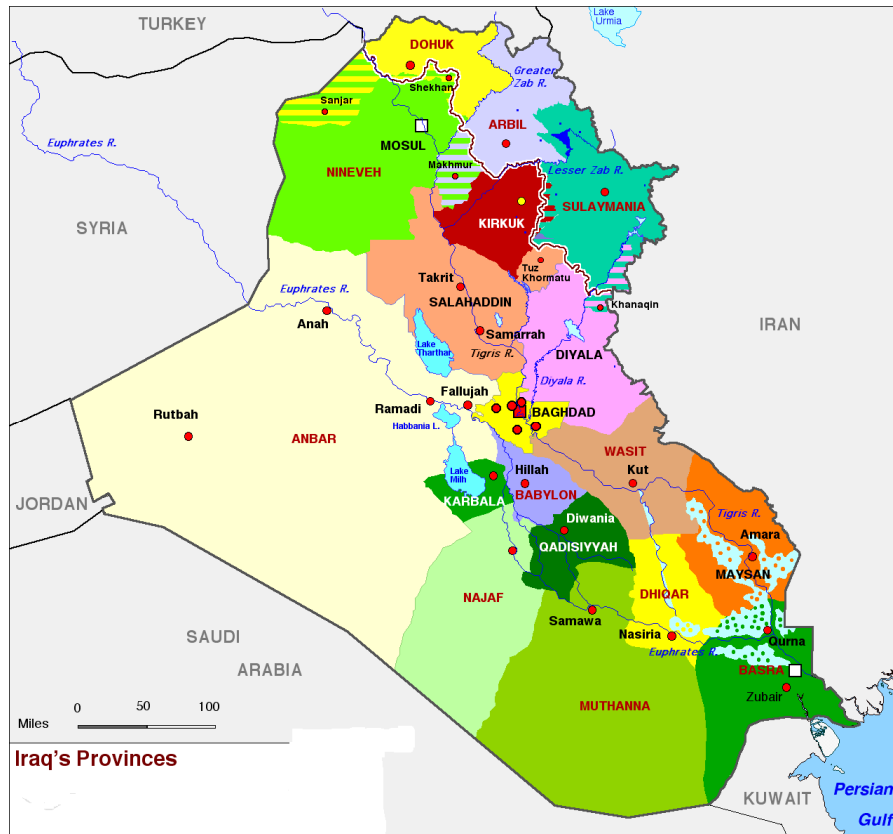 TURKEY
Lake
Urmia
DOHUK
Greater
Zab R.
Shekhan
Sanjar
ARBIL
MOSUL
Euphrates R.
Makhmur
Lesser Zab R.
NINEVEH
SULAYMANIA
KIRKUK
SYRIA
Tuz
Khormatu
Takrit
Euphrates R.
SALAHADDIN
Khanaqin
Anah
Samarrah
IRAN
Lake
Tharthar
Tigris R.
DIYALA
Diyala R.
Fallujah
Ramadi
BAGHDAD
Rutbah
Habbania L.
ANBAR
WASIT
Lake
Milh
Hillah
Kut
KARBALA
BABYLON
JORDAN
Tigris R.
Diwania
Amara
QADISIYYAH
MAYSAN
NAJAF
DHIQAR
Samawa
SAUDI
Nasiria
Qurna
Euphrates R.
ARABIA
BASRA
Zubair
MUTHANNA
0 50 100
Miles
Iraq's Provinces
KUWAIT
Persian
Gulf